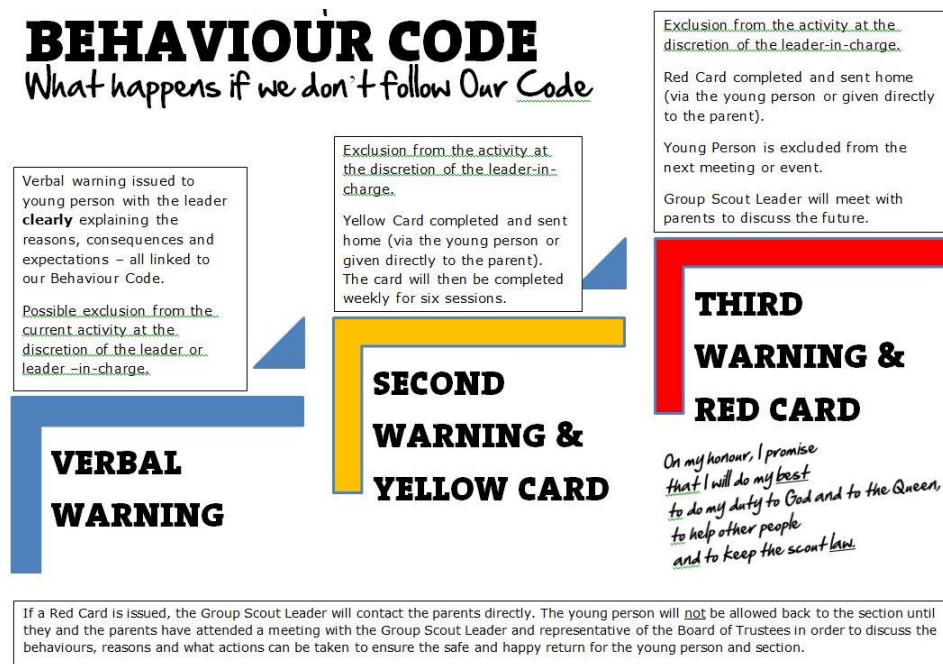 BEHAVIOUR CODE
What happens if we don't follow Our Code
Verbal warning issued to
young person with the leader
clearly explaining the
reasons, consequences and
expectations – all linked to
our Behaviour Code.
Possible exclusion from the
current activity at the
discretion of the leader or
leader –in-charge.
VERBAL
WARNING
Exclusion from the activity at
the discretion of the leader-in-
charge.
Yellow Card completed and sent
home (via the young person or
given directly to the parent).
The card will then be completed
weekly for six sessions.
SECOND
WARNING &
YELLOW CARD
Exclusion from the activity at the
discretion of the leader-in-charge.
Red Card completed and sent home
(via the young person or given directly
to the parent).
Young Person is excluded from the
next meeting or event.
Group Scout Leader will meet with
parents to discuss the future.
THIRD
WARNING &
RED CARD
On my honour, I promise
that I will do my best
to do my duty to God and to the Queen,
to help other people
and to keep the scout law.
If a Red Card is issued, the Group Scout Leader will contact the parents directly. The young person will not be allowed back to the section until
they and the parents have attended a meeting with the Group Scout Leader and representative of the Board of Trustees in order to discuss the
behaviours, reasons and what actions can be taken to ensure the safe and happy return for the young person and section.